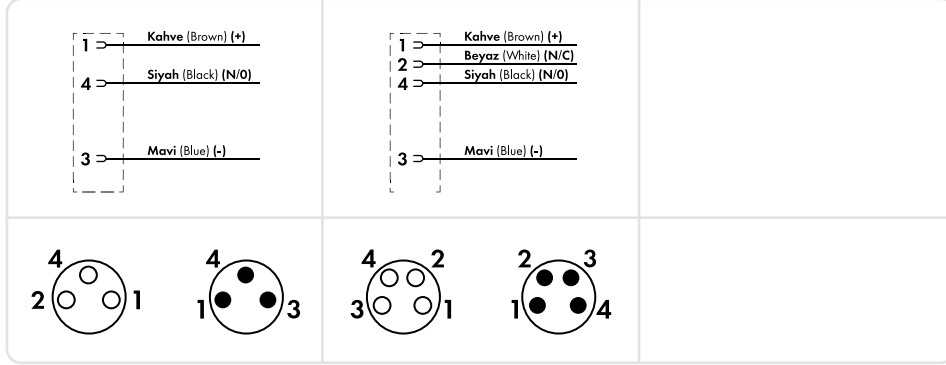 1 Kahve (Brown) (+)
4 Siyah (Black) (N/0)
3 Mavi (Blue) (-)
1 Kahve (Brown) (+)
2 Beyaz (White) (N/C)
4 Siyah (Black) (N/0)
3 Mavi (Blue) (-)
4
2 1
4
1 3
4 2
3 1
2 3
1 4